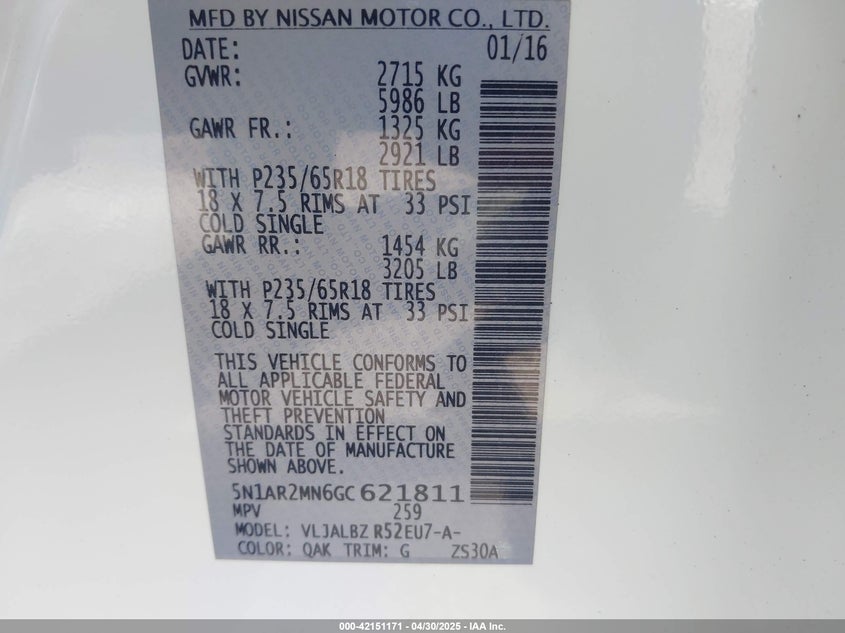 MFD BY NISSAN MOTOR CO., LTD.
DATE: 01/16
GVWR: 2715 KG
5986 LB
GAWR FR.: 1325 KG
2921 LB
WITH P235/65R18 TIRES
18 X 7.5 RIMS AT 33 PSI
COLD SINGLE
GAWR RR.: 1454 KG
3205 LB
WITH P235/65R18 TIRES
18 X 7.5 RIMS AT 33 PSI
COLD SINGLE
THIS VEHICLE CONFORMS TO
ALL APPLICABLE FEDERAL
MOTOR VEHICLE SAFETY AND
THEFT PREVENTION
STANDARDS IN EFFECT ON
THE DATE OF MANUFACTURE
SHOWN ABOVE.
5N1AR2MN6GC621811
MPV 259
MODEL: VLJALBZ R52EU7-A-
COLOR: QAK TRIM: G ZS30A
000-42151171 - 04/30/2025 - IAA Inc.